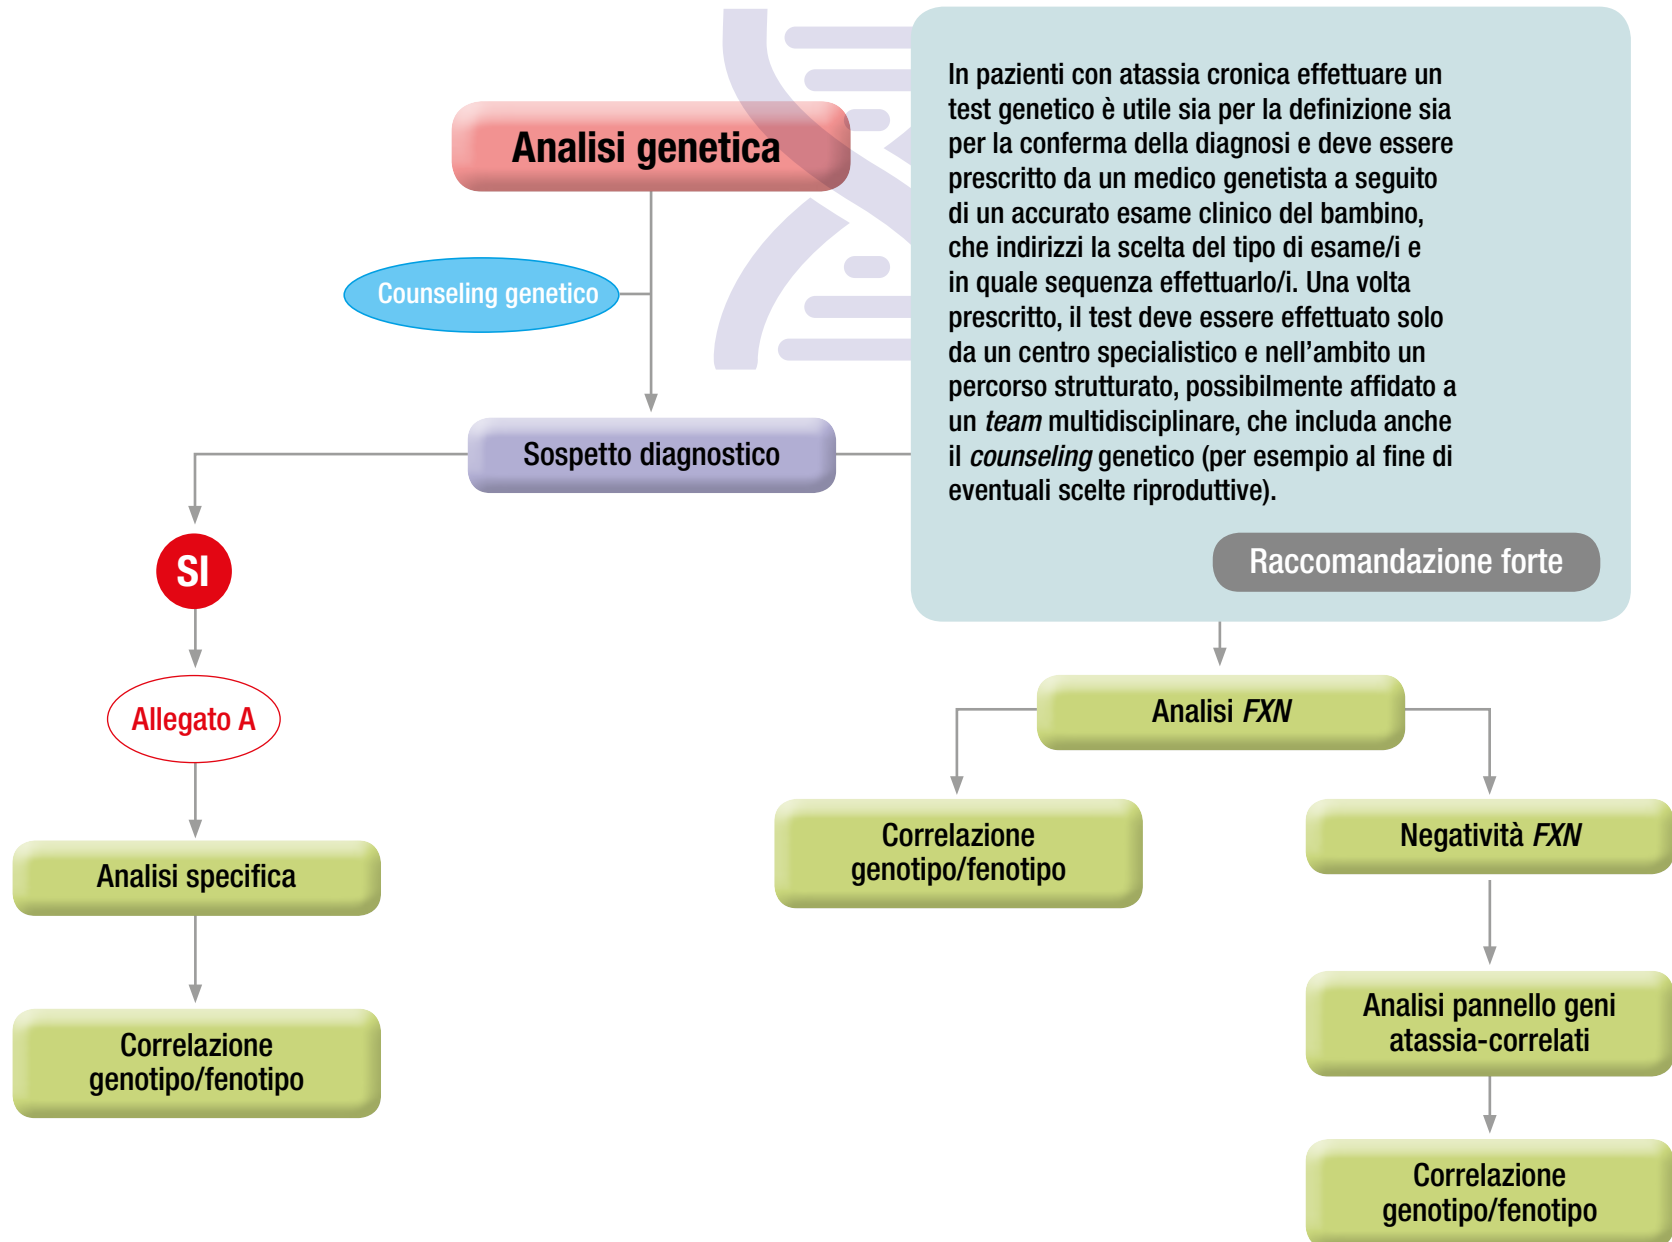 Analisi genetica
Counseling genetico
Sospetto diagnostico
In pazienti con atassia cronica effettuare un
test genetico è utile sia per la definizione sia
per la conferma della diagnosi e deve essere
prescritto da un medico genetista a seguito
di un accurato esame clinico del bambino,
che indirizzi la scelta del tipo di esame/i e
in quale sequenza effettuarlo/i. Una volta
prescritto, il test deve essere effettuato solo
da un centro specialistico e nell’ambito un
percorso strutturato, possibilmente affidato a
un team multidisciplinare, che includa anche
il counseling genetico (per esempio al fine di
eventuali scelte riproduttive).
Raccomandazione forte
SI
Allegato A
Analisi specifica
Correlazione
genotipo/fenotipo
Analisi FXN
Correlazione
genotipo/fenotipo
Negatività FXN
Analisi pannello geni
atassia-correlati
Correlazione
genotipo/fenotipo